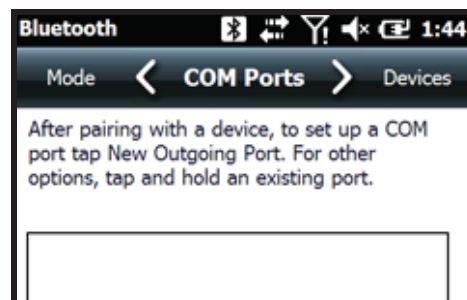 Bluetooth 1:44
Mode COM Ports Devices
After pairing with a device, to set up a COM
port tap New Outgoing Port. For other
options, tap and hold an existing port.